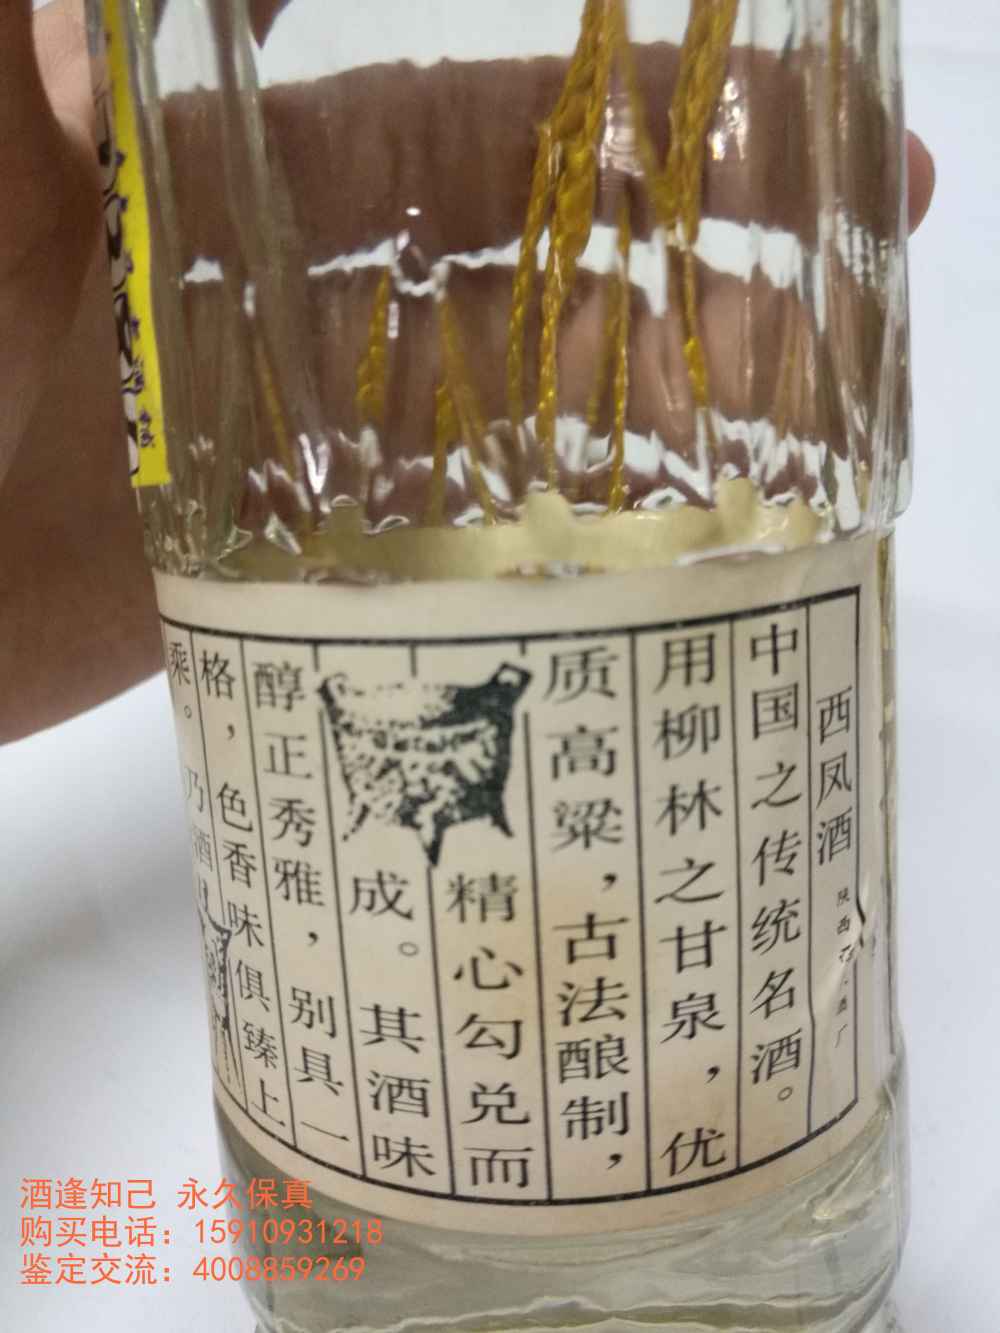 西凤酒 陕西
酒厂
中国之传统名酒。
用柳林之甘泉，优
质高粱，古法酿制，
精心勾兑而
成。其酒味
醇正秀雅，别具一
格，色香味俱臻上
乘。乃酒
酒逢知己 永久保真
购买电话：15910931218
鉴定交流：4008859269